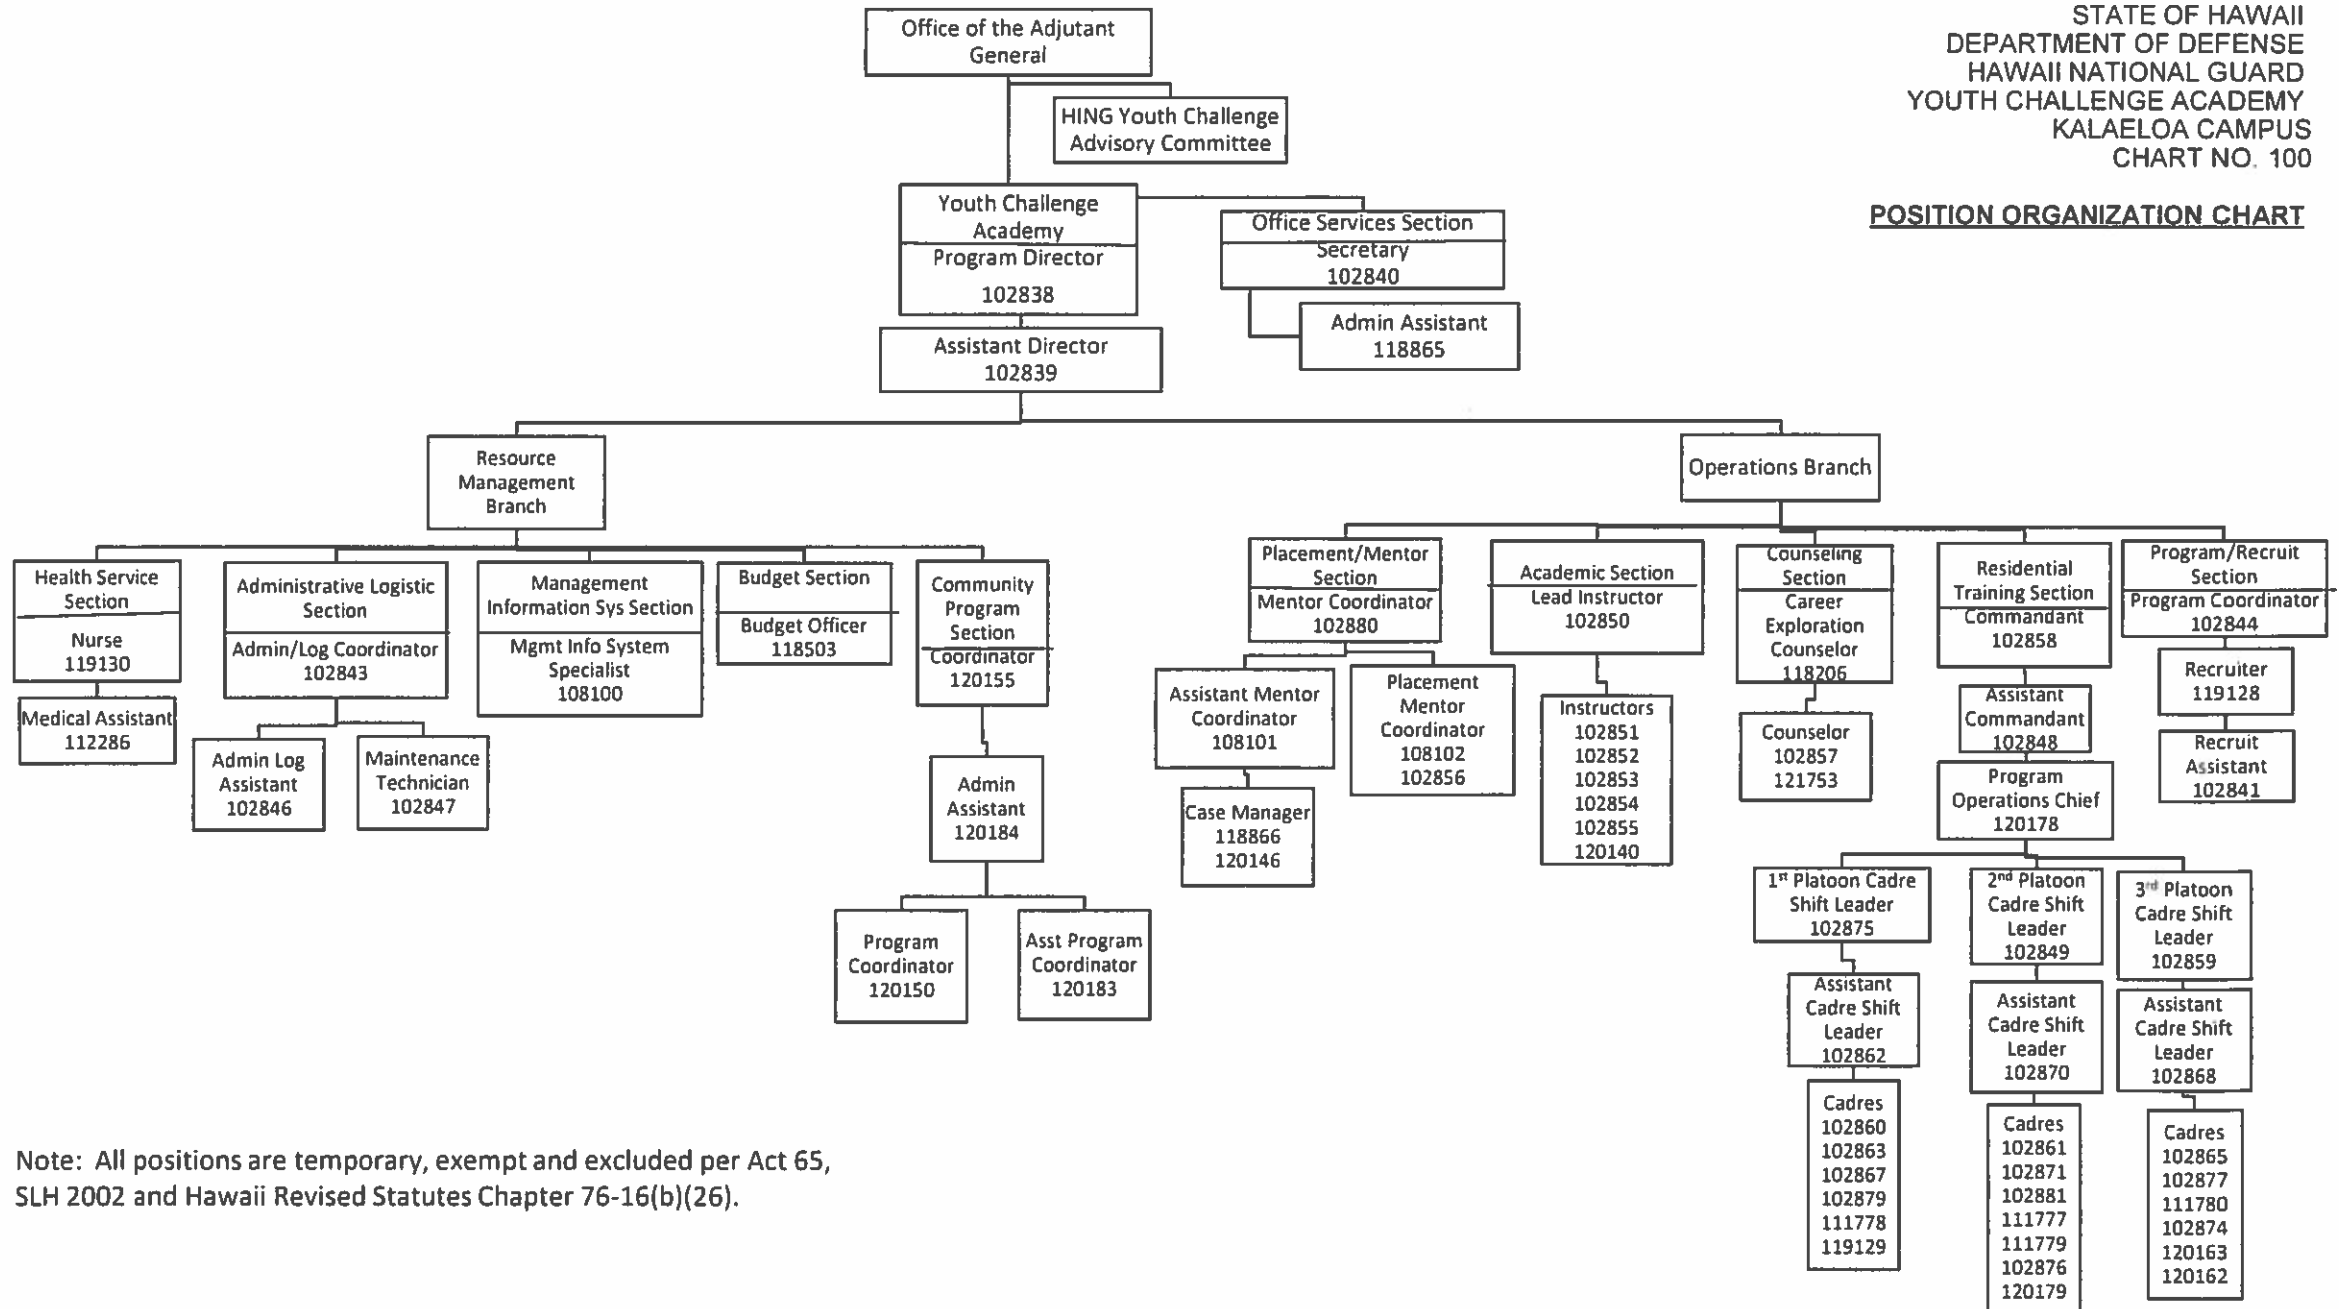 STATE OF HAWAII
DEPARTMENT OF DEFENSE
HAWAII NATIONAL GUARD
YOUTH CHALLENGE ACADEMY
KALAELOA CAMPUS
CHART NO. 100
POSITION ORGANIZATION CHART
Office of the Adjutant
General
HING Youth Challenge
Advisory Committee
Youth Challenge
Academy
Program Director
102838
Office Services Section
Secretary
102840
Admin Assistant
118865
Assistant Director
102839
Resource
Management
Branch
Operations Branch
Health Service
Section
Nurse
119130
Medical Assistant
112286
Administrative Logistic
Section
Admin/Log Coordinator
102843
Admin Log
Assistant
102846
Maintenance
Technician
102847
Management
Information Sys Section
Mgmt Info System
Specialist
108100
Budget Section
Budget Officer
118503
Community
Program
Section
Coordinator
120155
Admin
Assistant
120184
Program
Coordinator
120150
Asst Program
Coordinator
120183
Placement/Mentor
Section
Mentor Coordinator
102880
Assistant Mentor
Coordinator
108101
Case Manager
118866
120146
Placement
Mentor
Coordinator
108102
102856
Academic Section
Lead Instructor
102850
Instructors
102851
102852
102853
102854
102855
120140
Counseling
Section
Career
Exploration
Counselor
118206
Counselor
102857
121753
Residential
Training Section
Commandant
102858
Assistant
Commandant
102848
Program
Operations Chief
120178
Program/Recruit
Section
Program Coordinator
102844
Recruiter
119128
Recruit
Assistant
102841
1st Platoon Cadre
Shift Leader
102875
Assistant
Cadre Shift
Leader
102862
Cadres
102860
102863
102867
102879
111778
119129
2nd Platoon
Cadre Shift
Leader
102849
Assistant
Cadre Shift
Leader
102870
Cadres
102861
102871
102881
111777
111779
102876
120179
3rd Platoon
Cadre Shift
Leader
102859
Assistant
Cadre Shift
Leader
102868
Cadres
102865
102877
111780
102874
120163
120162
Note: All positions are temporary, exempt and excluded per Act 65,
SLH 2002 and Hawaii Revised Statutes Chapter 76-16(b)(26).